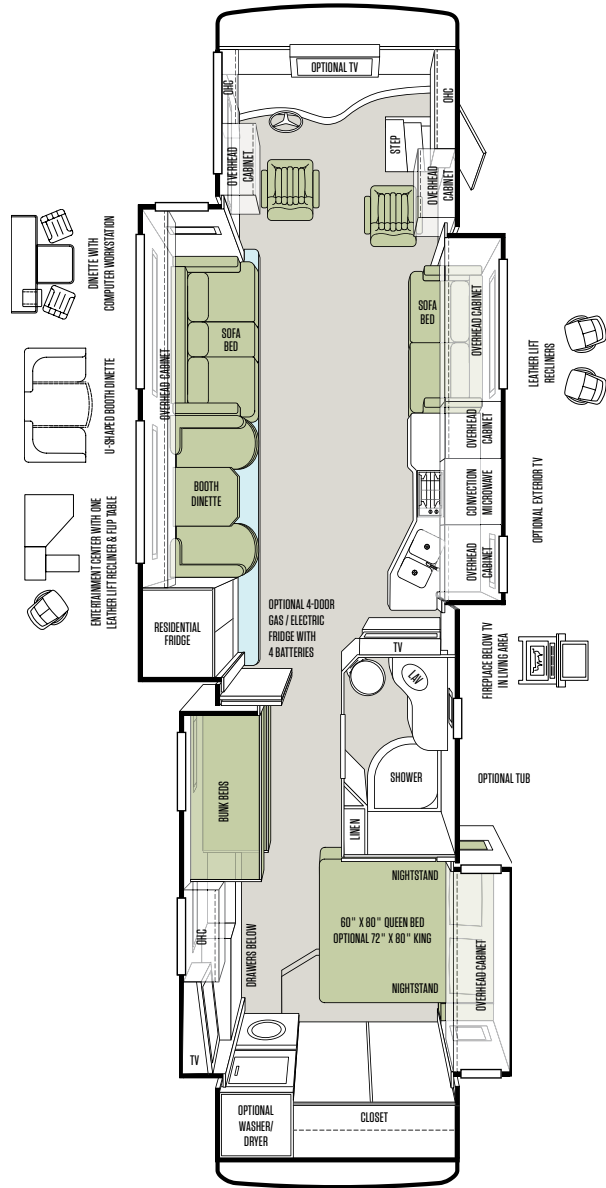 OPTIONAL TV
OHC
OHC
OVERHEAD
CABINET
STEP
OVERHEAD
CABINET
DINETTE WITH
COMPUTER WORKSTATION
OVERHEAD CABINET
SOFA
BED
SOFA
BED
OVERHEAD CABINET
LEATHER LIFT
RECLINERS
U-SHAPED BOOTH DINETTE
BOOTH
DINETTE
OVERHEAD
CABINET
CONVECTION
MICROWAVE
OVERHEAD
CABINET
OPTIONAL EXTERIOR TV
ENTERTAINMENT CENTER WITH ONE
LEATHER LIFT RECLINER & FLIP TABLE
RESIDENTIAL
FRIDGE
OPTIONAL 4-DOOR
GAS / ELECTRIC
FRIDGE WITH
4 BATTERIES
TV
FIREPLACE BELOW TV
IN LIVING AREA
LAV
SHOWER
OPTIONAL TUB
BUNK BEDS
LINEN
NIGHTSTAND
60" X 80" QUEEN BED
OPTIONAL 72" X 80" KING
NIGHTSTAND
OVERHEAD CABINET
OHC
DRAWERS BELOW
TV
OPTIONAL
WASHER/
DRYER
CLOSET